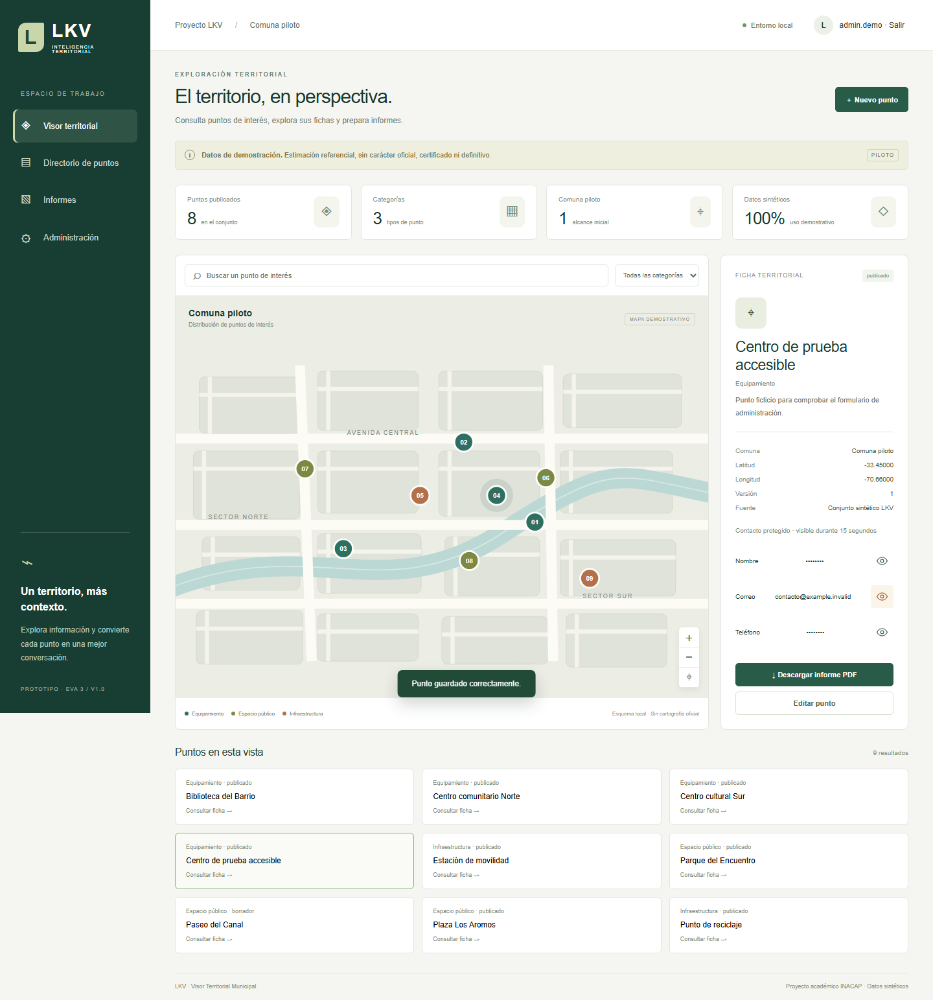 L
LKV
INTELIGENCIA
TERRITORIAL
ESPACIO DE TRABAJO
Visor territorial
Directorio de puntos
Informes
Administración
Un territorio, más
contexto.
Explora información y convierte
cada punto en una mejor
conversación.
PROTOTIPO · EVA 3 / V1.0
Proyecto LKV / Comuna piloto
Entorno local
L
admin.demo · Salir
EXPLORACIÓN TERRITORIAL
El territorio, en perspectiva.
Consulta puntos de interés, explora sus fichas y prepara informes.
+ Nuevo punto
Datos de demostración. Estimación referencial, sin carácter oficial, certificado ni definitivo.
PILOTO
Puntos publicados
8 en el conjunto
Categorías
3 tipos de punto
Comuna piloto
1 alcance inicial
Datos sintéticos
100% uso demostrativo
Buscar un punto de interés
Todas las categorías
Comuna piloto
Distribución de puntos de interés
MAPA DEMOSTRATIVO
AVENIDA CENTRAL
02
07
06
05
04
SECTOR NORTE
01
03
08
09
SECTOR SUR
+
−
Punto guardado correctamente.
Equipamiento
Espacio público
Infraestructura
Esquema local · Sin cartografía oficial
FICHA TERRITORIAL
publicado
Centro de prueba
accesible
Equipamiento
Punto ficticio para comprobar el formulario de
administración.
Comuna Comuna piloto
Latitud -33.45000
Longitud -70.66000
Versión 1
Fuente Conjunto sintético LKV
Contacto protegido · visible durante 15 segundos
Nombre ••••••••
Correo contacto@example.invalid
Teléfono ••••••••
↓ Descargar informe PDF
Editar punto
Puntos en esta vista
9 resultados
Equipamiento · publicado
Biblioteca del Barrio
Consultar ficha →
Equipamiento · publicado
Centro comunitario Norte
Consultar ficha →
Equipamiento · publicado
Centro cultural Sur
Consultar ficha →
Equipamiento · publicado
Centro de prueba accesible
Consultar ficha →
Infraestructura · publicado
Estación de movilidad
Consultar ficha →
Espacio público · publicado
Parque del Encuentro
Consultar ficha →
Espacio público · borrador
Paseo del Canal
Consultar ficha →
Espacio público · publicado
Plaza Los Aromos
Consultar ficha →
Infraestructura · publicado
Punto de reciclaje
Consultar ficha →
LKV · Visor Territorial Municipal
Proyecto académico INACAP · Datos sintéticos